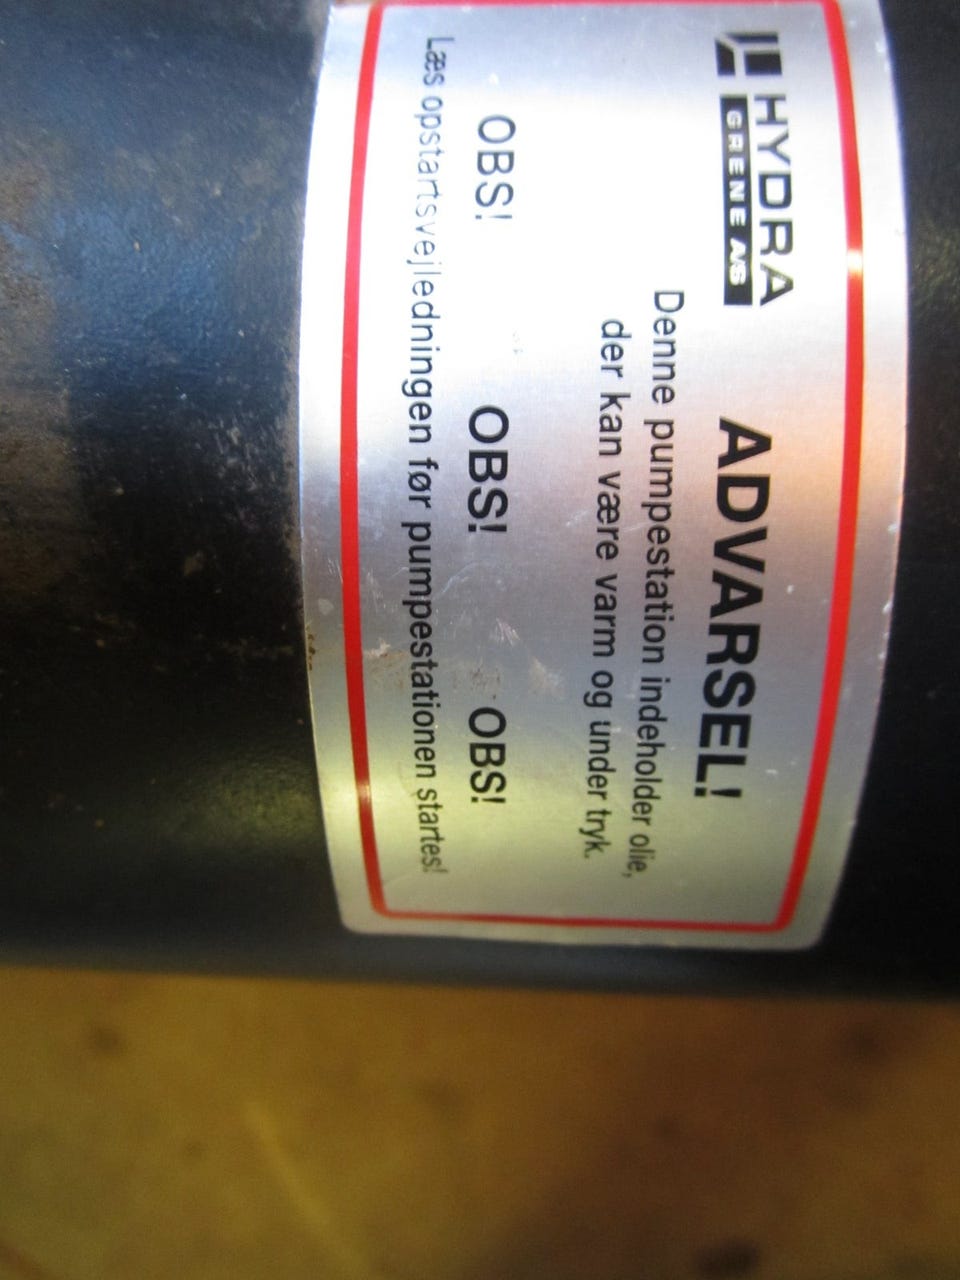 HYDRA
GRENE A/S
ADVARSEL!
Denne pumpestation indeholder olie,
der kan være varm og under tryk.
OBS! OBS! OBS!
Læs opstartsvejledningen før pumpestationen startes!